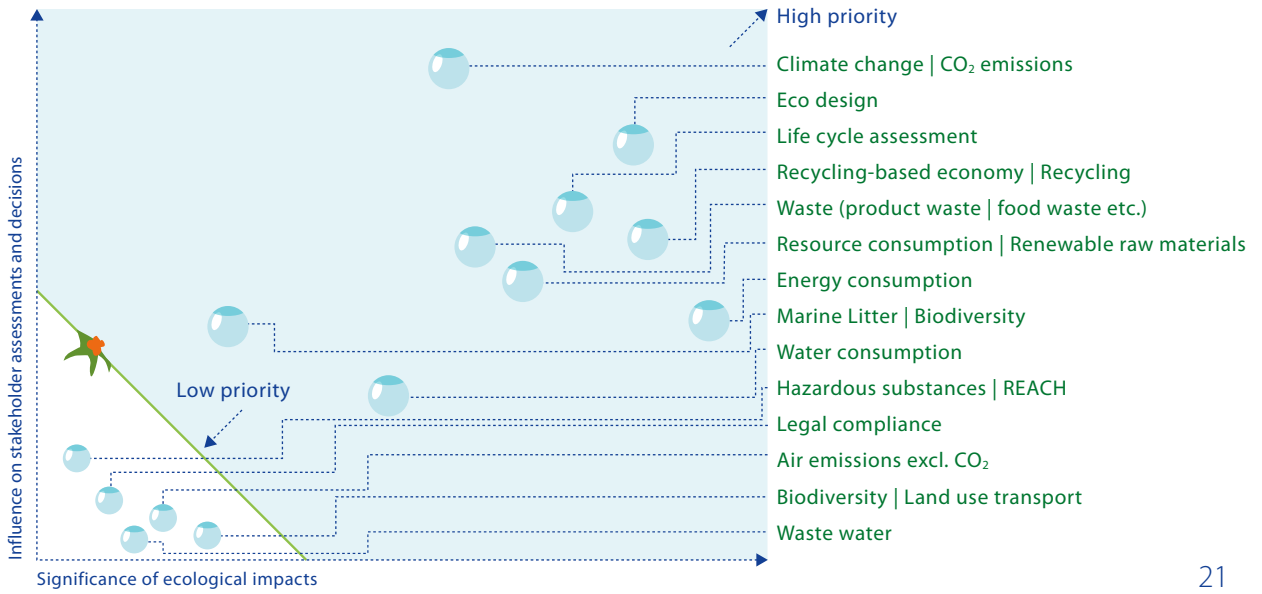 High priority
Climate change | CO₂ emissions
Eco design
Life cycle assessment
Recycling-based economy | Recycling
Waste (product waste | food waste etc.)
Resource consumption | Renewable raw materials
Energy consumption
Marine Litter | Biodiversity
Water consumption
Hazardous substances | REACH
Legal compliance
Air emissions excl. CO₂
Biodiversity | Land use transport
Waste water
Low priority
Influence on stakeholder assessments and decisions
Significance of ecological impacts
21